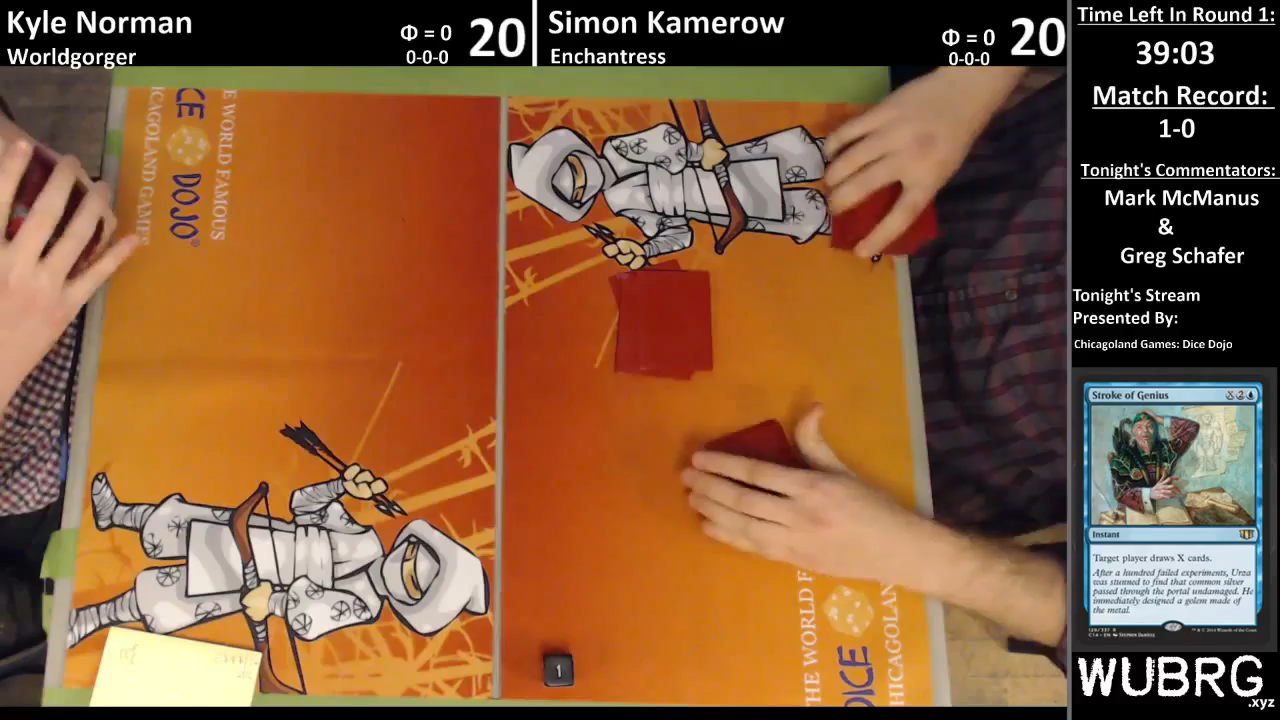 Kyle Norman
Worldgorger
Φ = 0
0-0-0
20
Simon Kamerow
Enchantress
Φ = 0
0-0-0
20
Time Left In Round 1:
39:03
Match Record:
1-0
Tonight's Commentators:
Mark McManus
&
Greg Schafer
Tonight's Stream
Presented By:
Chicagoland Games: Dice Dojo
Stroke of Genius
X 2
Instant
Target player draws X cards.
After a hundred failed experiments, Urza
was stunned to find that common silver
passed through the portal undamaged. He
immediately designed a golem made of
the metal.
WUBRG
.xyz
E WORLD FAMOUS
CE DOJO®
ICAGOLAND GAMES
THE WORLD F
DICE
HICAGOLAN
1